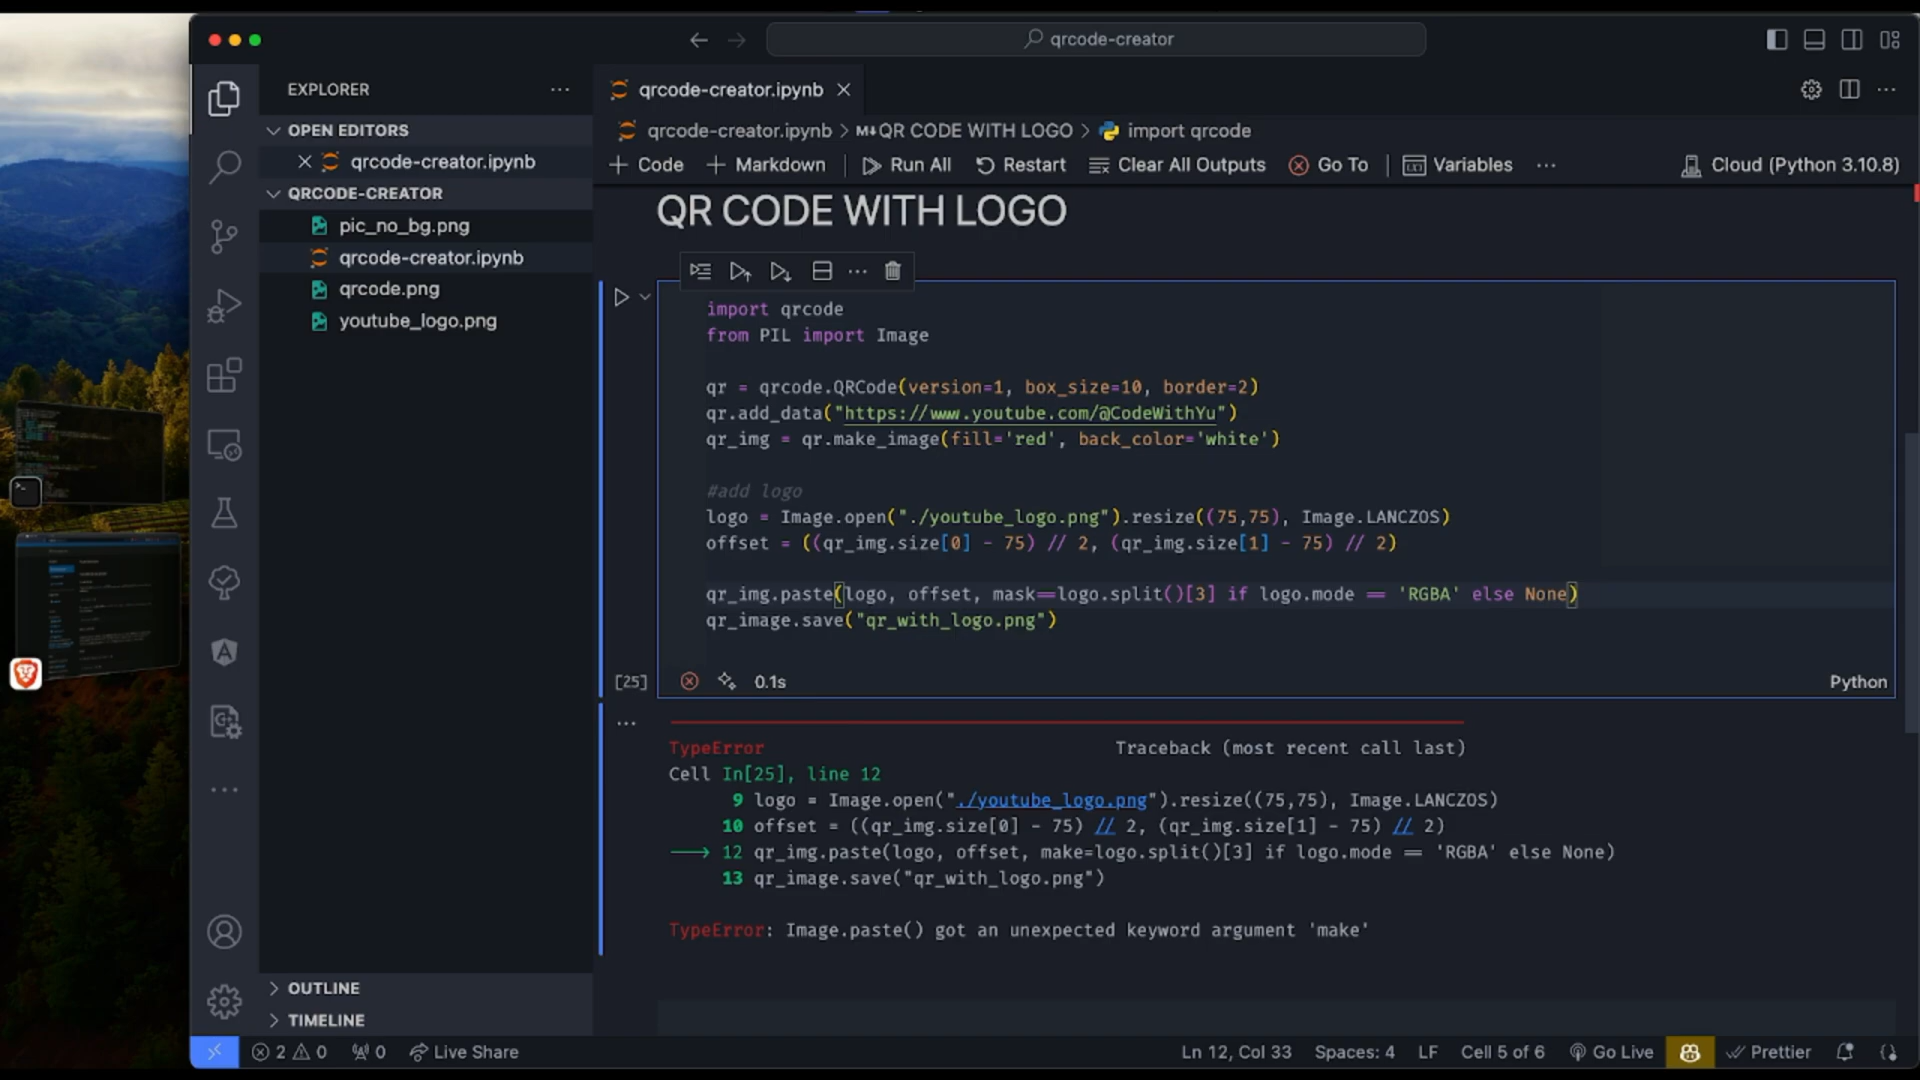 qrcode-creator
EXPLORER
qrcode-creator.ipynb
OPEN EDITORS
qrcode-creator.ipynb
QRCODE-CREATOR
pic_no_bg.png
qrcode-creator.ipynb
qrcode.png
youtube_logo.png
OUTLINE
TIMELINE
qrcode-creator.ipynb > M↓QR CODE WITH LOGO > import qrcode
+ Code + Markdown Run All Restart Clear All Outputs Go To Variables ... Cloud (Python 3.10.8)
QR CODE WITH LOGO
import qrcode
from PIL import Image
qr = qrcode.QRCode(version=1, box_size=10, border=2)
qr.add_data("https://www.youtube.com/@CodeWithYu")
qr_img = qr.make_image(fill='red', back_color='white')
#add logo
logo = Image.open("./youtube_logo.png").resize((75,75), Image.LANCZOS)
offset = ((qr_img.size[0] - 75) // 2, (qr_img.size[1] - 75) // 2)
qr_img.paste(logo, offset, mask==logo.split()[3] if logo.mode == 'RGBA' else None)
qr_image.save("qr_with_logo.png")
[25] 0.1s Python
TypeError Traceback (most recent call last)
Cell In[25], line 12
9 logo = Image.open("./youtube_logo.png").resize((75,75), Image.LANCZOS)
10 offset = ((qr_img.size[0] - 75) // 2, (qr_img.size[1] - 75) // 2)
⟶ 12 qr_img.paste(logo, offset, make=logo.split()[3] if logo.mode == 'RGBA' else None)
13 qr_image.save("qr_with_logo.png")
TypeError: Image.paste() got an unexpected keyword argument 'make'
2 0 0 Live Share Ln 12, Col 33 Spaces: 4 LF Cell 5 of 6 Go Live Prettier